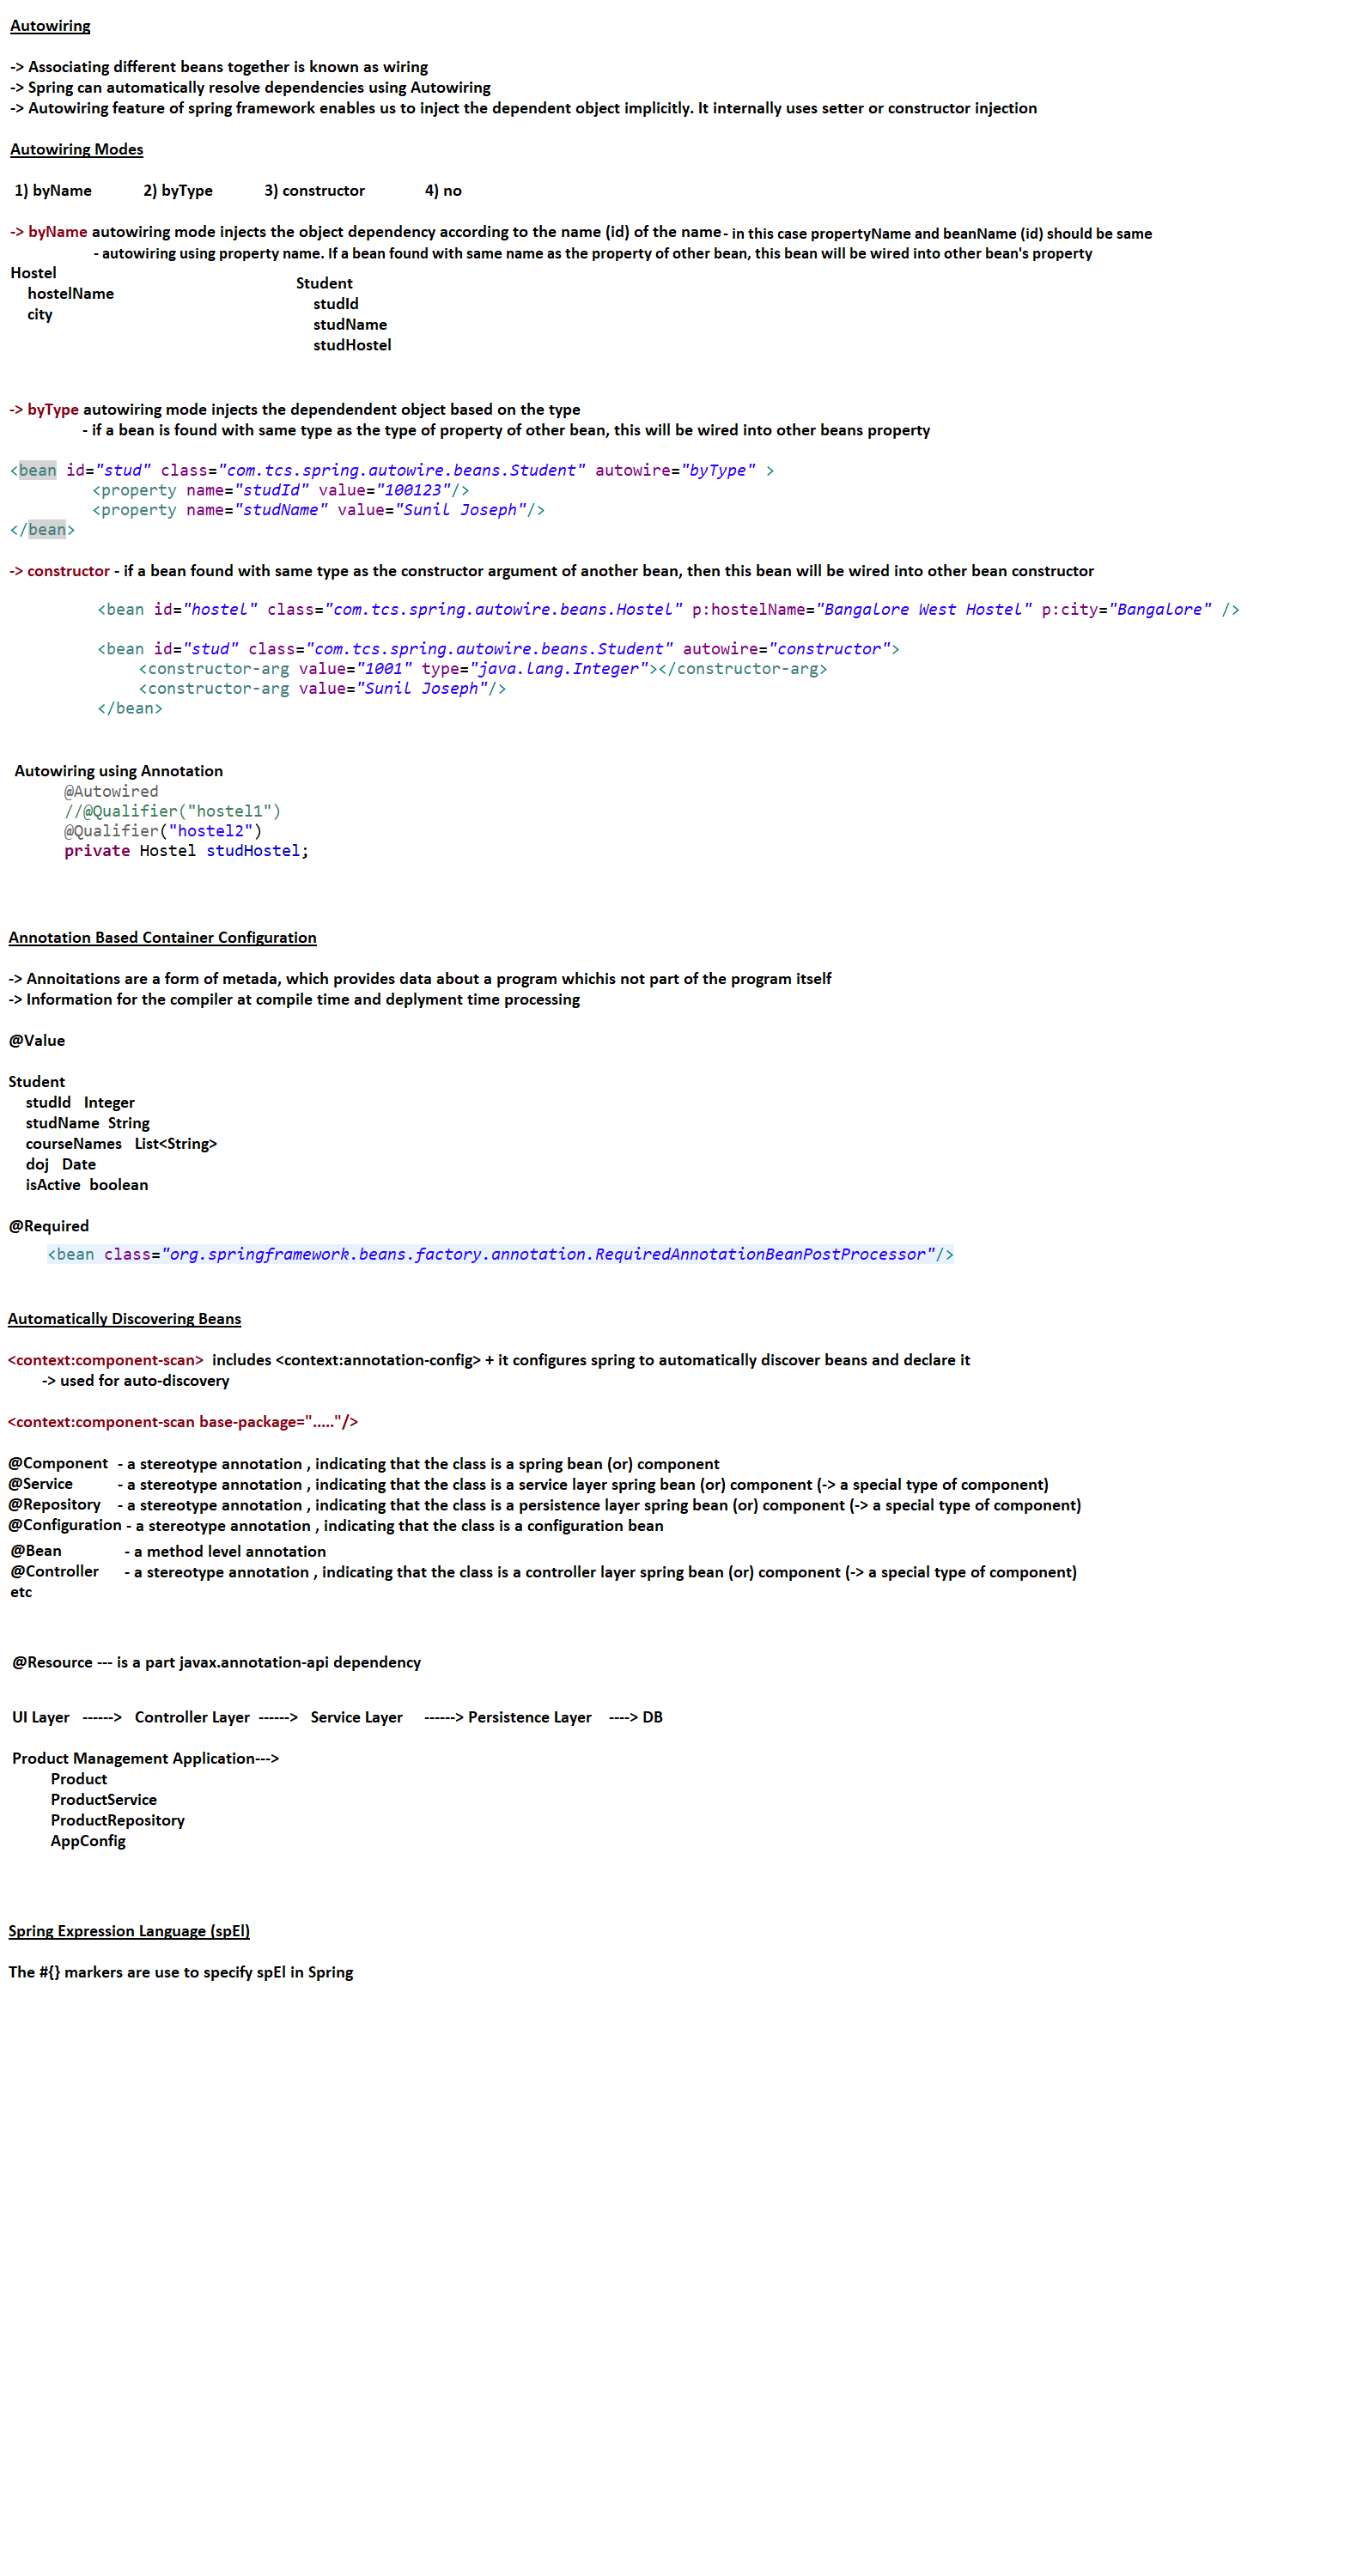 Autowiring
-> Associating different beans together is known as wiring
-> Spring can automatically resolve dependencies using Autowiring
-> Autowiring feature of spring framework enables us to inject the dependent object implicitly. It internally uses setter or constructor injection
Autowiring Modes
1) byName 2) byType 3) constructor 4) no
-> byName autowiring mode injects the object dependency according to the name (id) of the name - in this case propertyName and beanName (id) should be same
- autowiring using property name. If a bean found with same name as the property of other bean, this bean will be wired into other bean's property
Hostel
hostelName
city
Student
studId
studName
studHostel
-> byType autowiring mode injects the dependendent object based on the type
- if a bean is found with same type as the type of property of other bean, this will be wired into other beans property
<bean id="stud" class="com.tcs.spring.autowire.beans.Student" autowire="byType" >
<property name="studId" value="100123"/>
<property name="studName" value="Sunil Joseph"/>
</bean>
-> constructor - if a bean found with same type as the constructor argument of another bean, then this bean will be wired into other bean constructor
<bean id="hostel" class="com.tcs.spring.autowire.beans.Hostel" p:hostelName="Bangalore West Hostel" p:city="Bangalore" />
<bean id="stud" class="com.tcs.spring.autowire.beans.Student" autowire="constructor">
<constructor-arg value="1001" type="java.lang.Integer"></constructor-arg>
<constructor-arg value="Sunil Joseph"/>
</bean>
Autowiring using Annotation
@Autowired
//@Qualifier("hostel1")
@Qualifier("hostel2")
private Hostel studHostel;
Annotation Based Container Configuration
-> Annoitations are a form of metada, which provides data about a program whichis not part of the program itself
-> Information for the compiler at compile time and deplyment time processing
@Value
Student
studId Integer
studName String
courseNames List<String>
doj Date
isActive boolean
@Required
<bean class="org.springframework.beans.factory.annotation.RequiredAnnotationBeanPostProcessor"/>
Automatically Discovering Beans
<context:component-scan> includes <context:annotation-config> + it configures spring to automatically discover beans and declare it
-> used for auto-discovery
<context:component-scan base-package="....."/>
@Component - a stereotype annotation , indicating that the class is a spring bean (or) component
@Service - a stereotype annotation , indicating that the class is a service layer spring bean (or) component (-> a special type of component)
@Repository - a stereotype annotation , indicating that the class is a persistence layer spring bean (or) component (-> a special type of component)
@Configuration - a stereotype annotation , indicating that the class is a configuration bean
@Bean - a method level annotation
@Controller - a stereotype annotation , indicating that the class is a controller layer spring bean (or) component (-> a special type of component)
etc
@Resource --- is a part javax.annotation-api dependency
UI Layer ------> Controller Layer ------> Service Layer ------> Persistence Layer ----> DB
Product Management Application--->
Product
ProductService
ProductRepository
AppConfig
Spring Expression Language (spEl)
The #{} markers are use to specify spEl in Spring